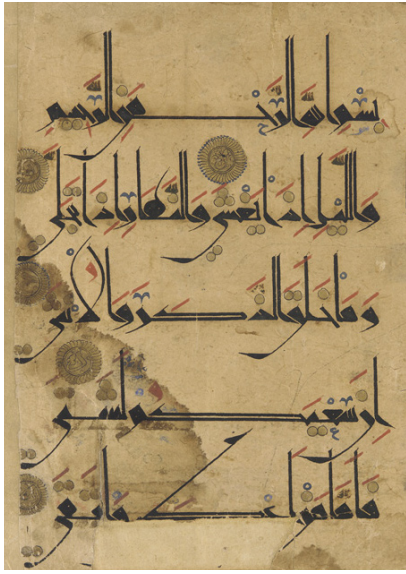 بسم الله الرحمن الرحيم
والليل اذا يغشى والنهار اذا تجلى
وما خلق الذكر والانثى
ان سعيكم لشتى
فاما من اعطى واتقى